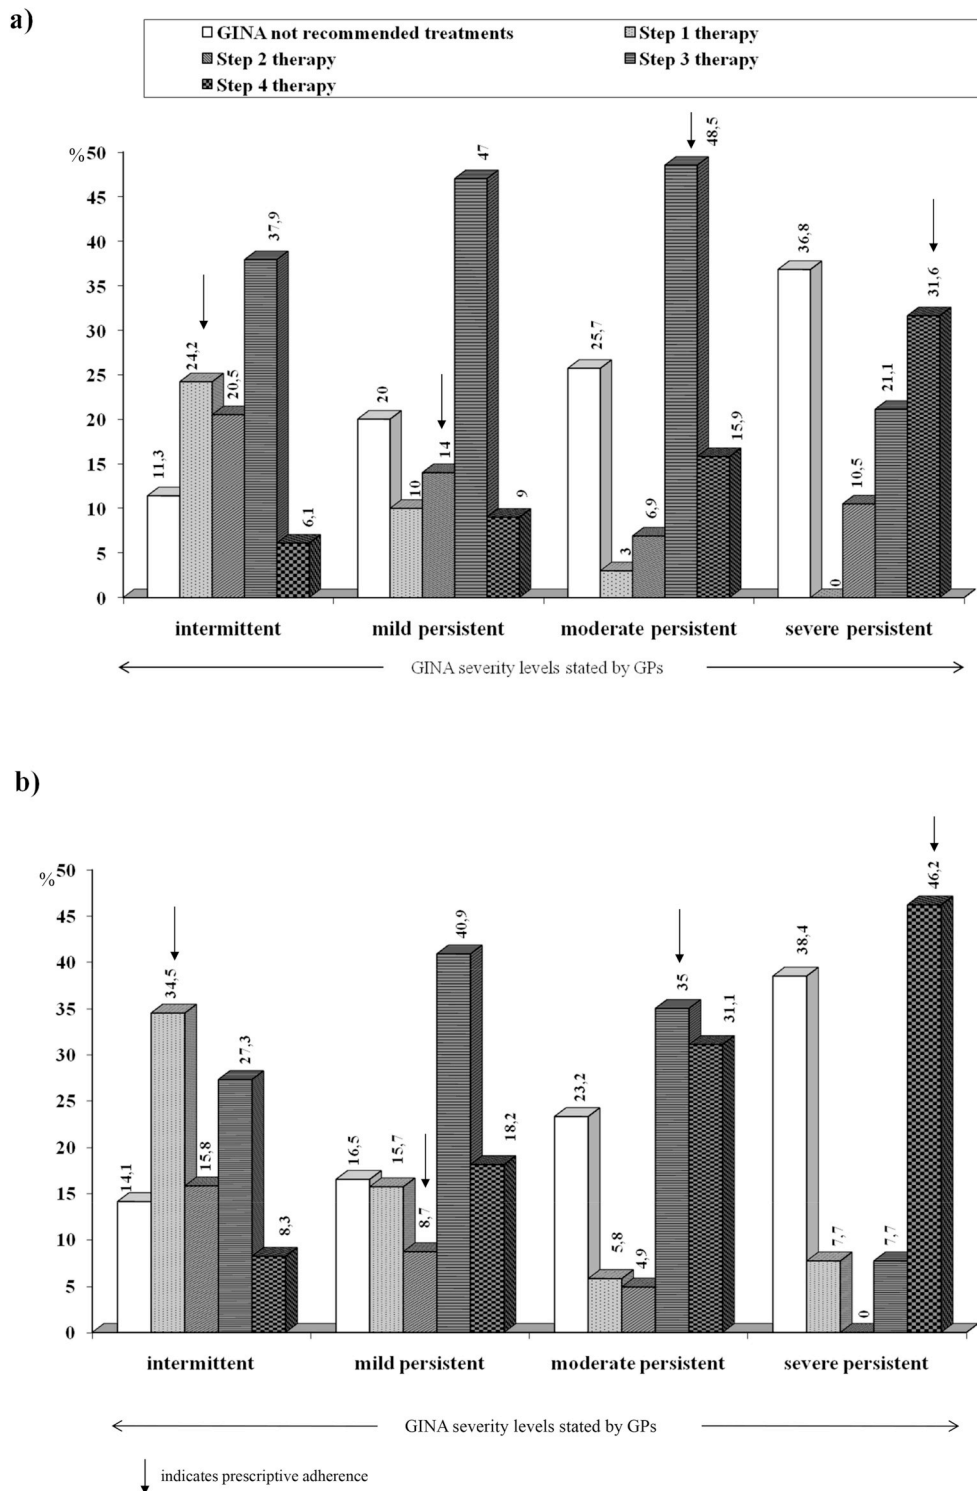 a)
GINA not recommended treatments Step 1 therapy
Step 2 therapy Step 3 therapy
Step 4 therapy
%
50
45
40
35
30
25
20
15
10
5
0
11,3 24,2 20,5 37,9 6,1
20 10 14 47 9
25,7 3 6,9 48,5 15,9
36,8 0 10,5 21,1 31,6
intermittent mild persistent moderate persistent severe persistent
GINA severity levels stated by GPs
b)
%
50
45
40
35
30
25
20
15
10
5
0
14,1 34,5 15,8 27,3 8,3
16,5 15,7 8,7 40,9 18,2
23,2 5,8 4,9 35 31,1
38,4 7,7 0 7,7 46,2
intermittent mild persistent moderate persistent severe persistent
GINA severity levels stated by GPs
indicates prescriptive adherence